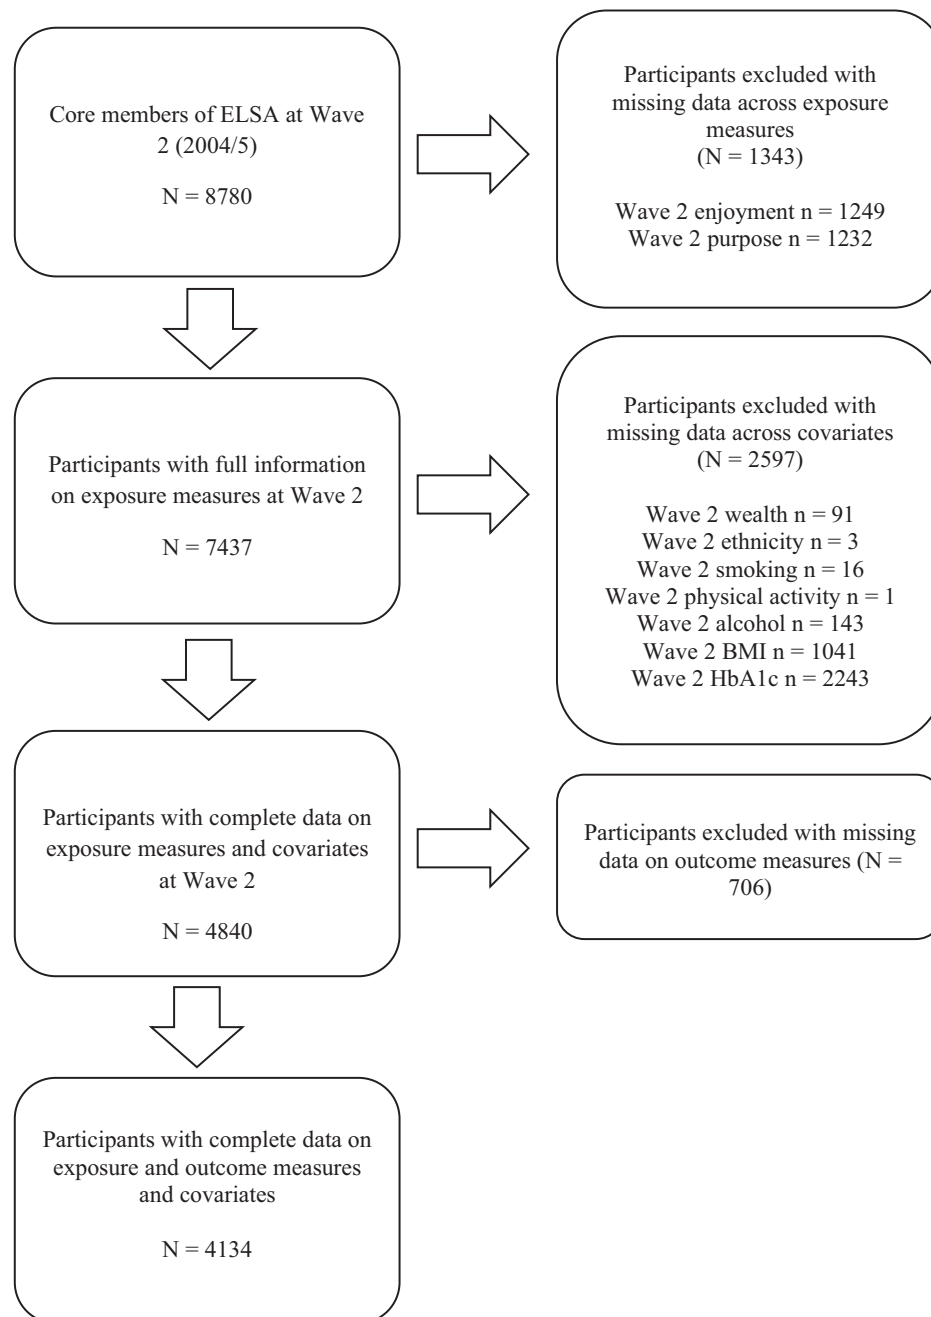 Core members of ELSA at Wave
2 (2004/5)
N = 8780
Participants excluded with
missing data across exposure
measures
(N = 1343)
Wave 2 enjoyment n = 1249
Wave 2 purpose n = 1232
Participants with full information
on exposure measures at Wave 2
N = 7437
Participants excluded with
missing data across covariates
(N = 2597)
Wave 2 wealth n = 91
Wave 2 ethnicity n = 3
Wave 2 smoking n = 16
Wave 2 physical activity n = 1
Wave 2 alcohol n = 143
Wave 2 BMI n = 1041
Wave 2 HbA1c n = 2243
Participants with complete data on
exposure measures and covariates
at Wave 2
N = 4840
Participants excluded with missing
data on outcome measures (N =
706)
Participants with complete data on
exposure and outcome measures
and covariates
N = 4134